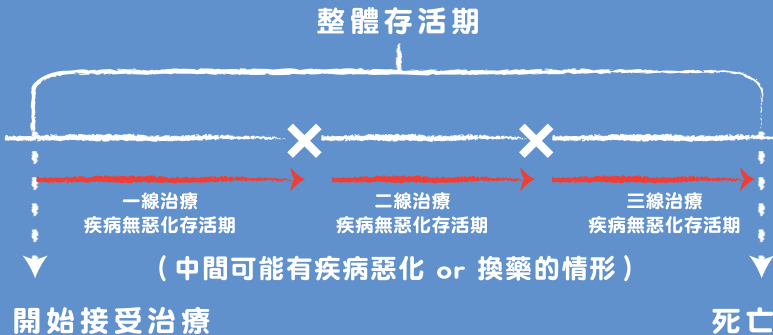 整體存活期
一線治療
疾病無惡化存活期
二線治療
疾病無惡化存活期
三線治療
疾病無惡化存活期
(中間可能有疾病惡化 or 換藥的情形)
開始接受治療
死亡